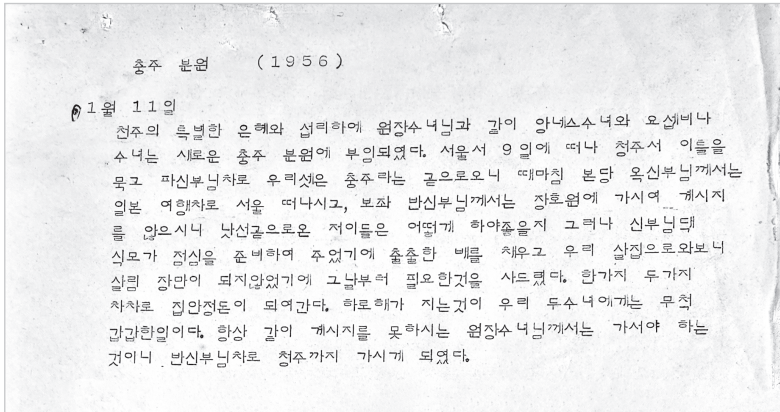 충주 분원 (1956)
1월 11일
천주의 특별한 은혜와 섭리하에 원장수녀님과 같이 앙네스수녀와 요셉비나
수녀는 새로운 충주 분원에 부임되였다. 서울서 9일에 떠나 청주서 이틀을
묵고 파신부님차로 우리셋은 충주라는 곧으로오니 때마침 본당 옥신부님께서는
일본 여행차로 서울 떠나시고, 보좌 반신부님께서는 장호원에 가시여 계시지
를 않으시니 낫선곧으로온 저이들은 어떻게 하야좋을지 그러나 신부님댁
식모가 점심을 준비하여 주었기에 출출한 배를 채우고 우리 살집으로와보니
살림 장만이 되지않었기에 그날부터 필요한것을 사드렸다. 한가지 두가지
차차로 집안정돈이 되여간다. 하로해가 지는것이 우리 두수녀에게는 무척
갑갑한일이다. 항상 같이 계시지를 못하시는 원장수녀님께서는 가서야 하는
것이니 반신부님차로 청주까지 가시게 되였다.